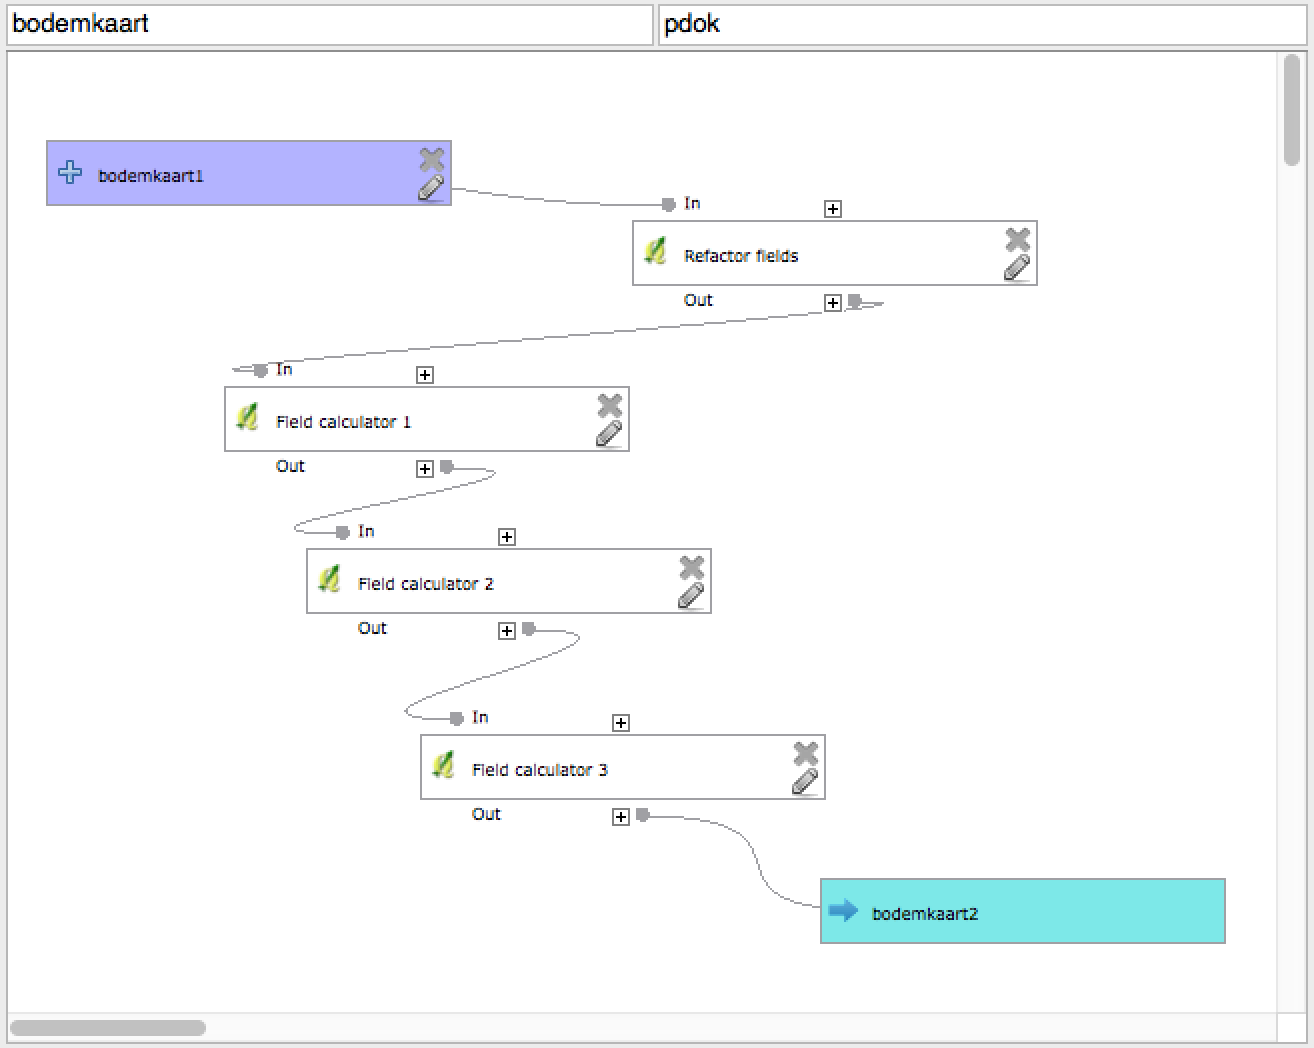 bodemkaart
pdok
bodemkaart1
In
Refactor fields
Out
In
Field calculator 1
Out
In
Field calculator 2
Out
In
Field calculator 3
Out
bodemkaart2